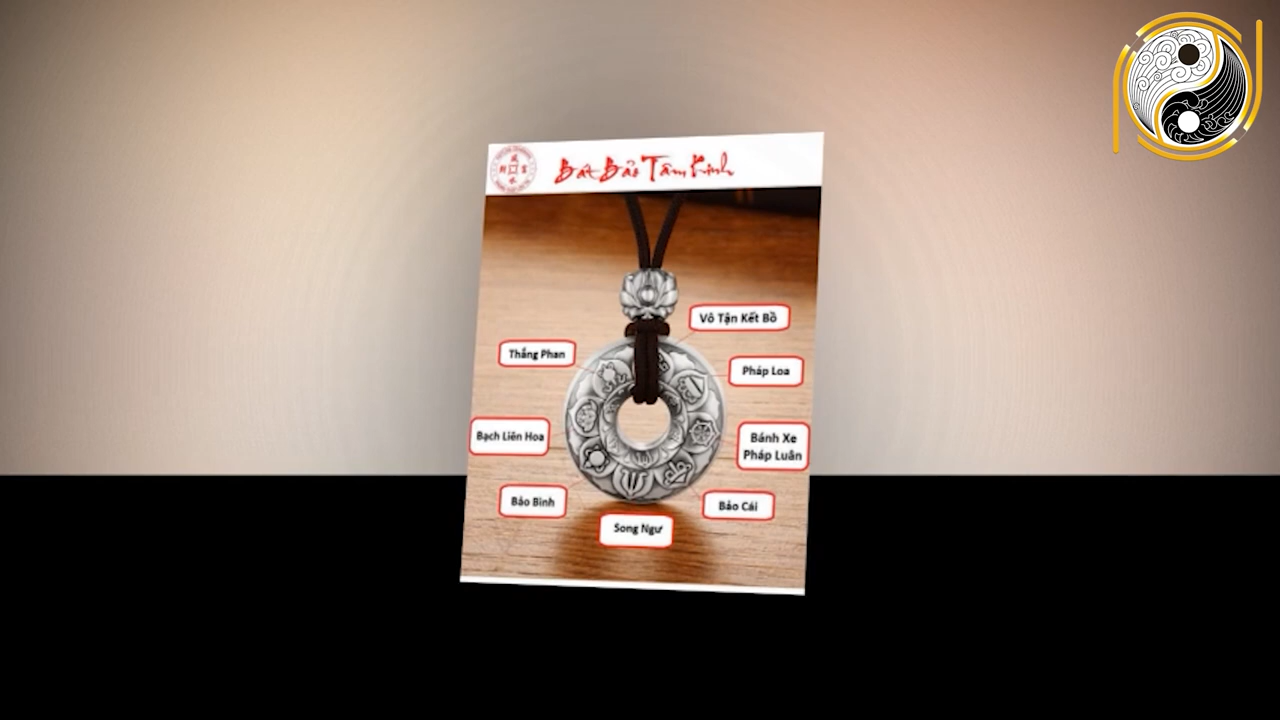 Bát Bảo Tâm Kinh
Vô Tận Kết Bồ
Thắng Phan
Pháp Loa
Bạch Liên Hoa
Bánh Xe
Pháp Luân
Bảo Bình
Bảo Cái
Song Ngư